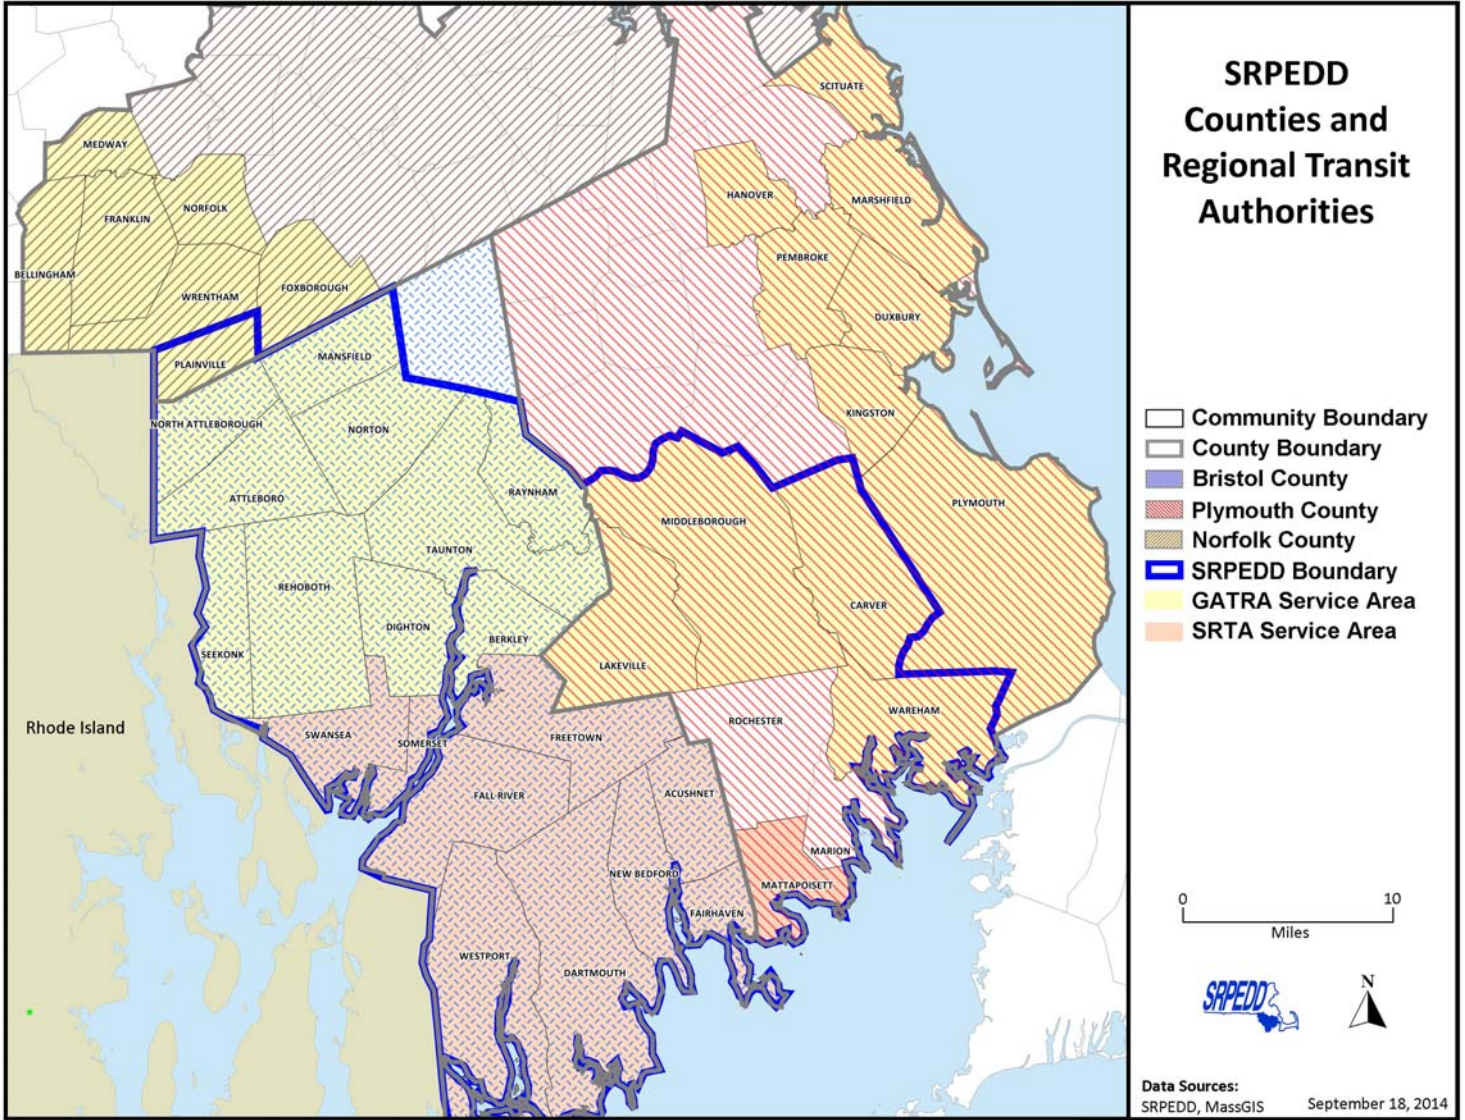 SRPEDD
Counties and
Regional Transit
Authorities
SCITUATE
MEDWAY
HANOVER
MARSHFIELD
NORFOLK
FRANKLIN
PEMBROKE
BELLINGHAM
FOXBOROUGH
WRENTHAM
DUXBURY
MANSFIELD
PLAINVILLE
KINGSTON
NORTH ATTLEBOROUGH
NORTON
RAYNHAM
ATTLEBORO
PLYMOUTH
MIDDLEBOROUGH
TAUNTON
REHOBOTH
CARVER
DIGHTON
BERKLEY
SEEKONK
LAKEVILLE
WAREHAM
ROCHESTER
Rhode Island
SWANSEA
SOMERSET
FREETOWN
FALL RIVER
ACUSHNET
MARION
NEW BEDFORD
MATTAPOISETT
FAIRHAVEN
WESTPORT
DARTMOUTH
Community Boundary
County Boundary
Bristol County
Plymouth County
Norfolk County
SRPEDD Boundary
GATRA Service Area
SRTA Service Area
0 10
Miles
SRPEDD
N
Data Sources:
SRPEDD, MassGIS September 18, 2014